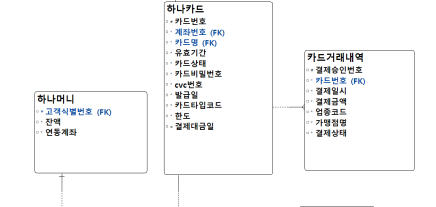 하나카드
카드번호
계좌번호 (FK)
카드명 (FK)
유효기간
카드상태
카드비밀번호
cvc번호
발급일
카드타입코드
한도
결제대금일
카드거래내역
결제승인번호
카드번호 (FK)
결제일시
결제금액
업종코드
가맹점명
결제상태
하나머니
고객식별번호 (FK)
잔액
연동계좌